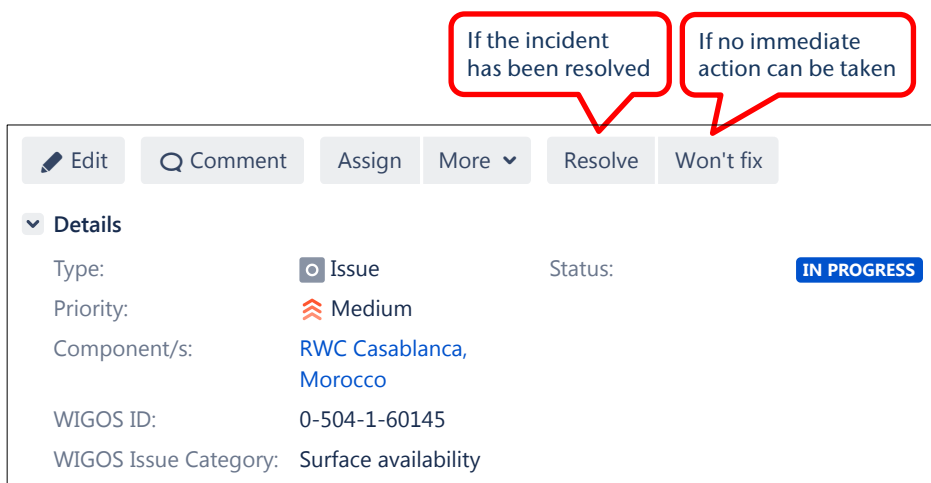 If the incident
has been resolved
If no immediate
action can be taken
Edit Comment Assign More Resolve Won't fix
Details
Type: Issue Status: IN PROGRESS
Priority: Medium
Component/s: RWC Casablanca,
Morocco
WIGOS ID: 0-504-1-60145
WIGOS Issue Category: Surface availability